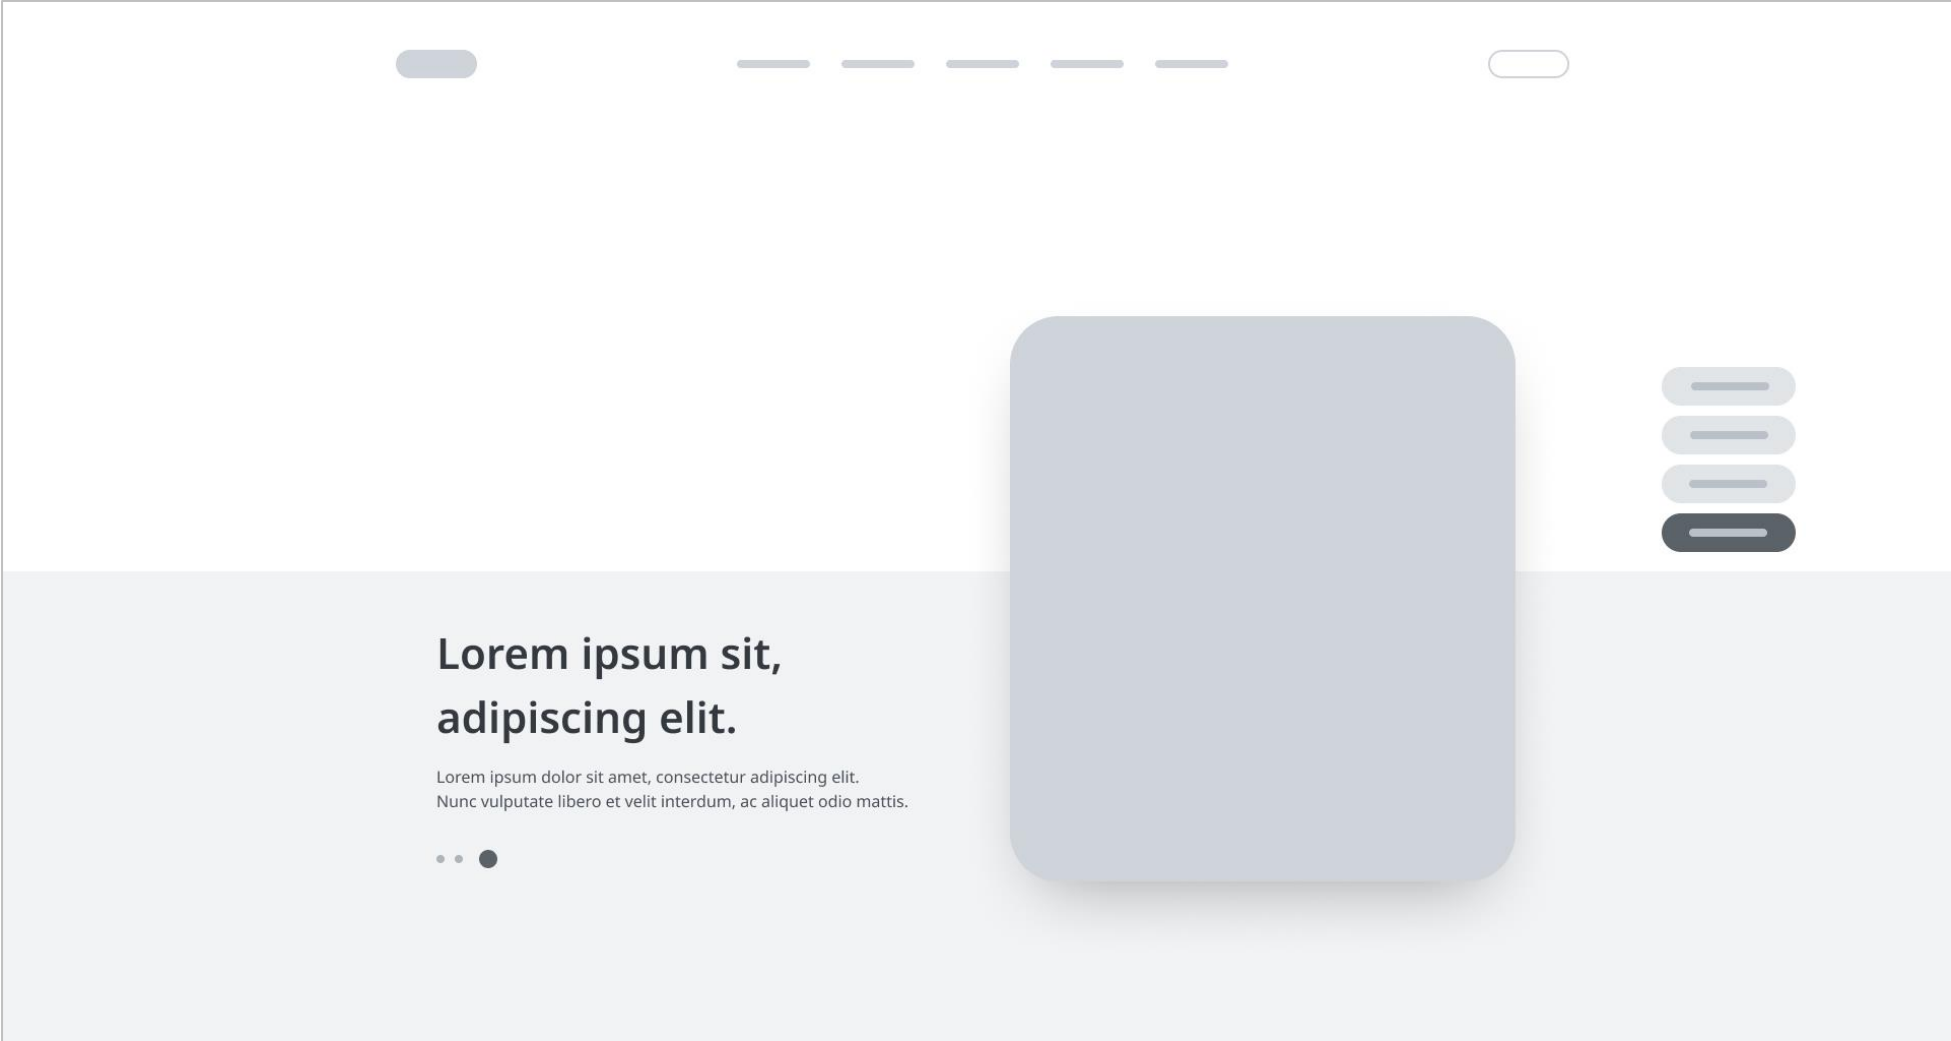 Lorem ipsum sit,
adipiscing elit.
Lorem ipsum dolor sit amet, consectetur adipiscing elit.
Nunc vulputate libero et velit interdum, ac aliquet odio mattis.